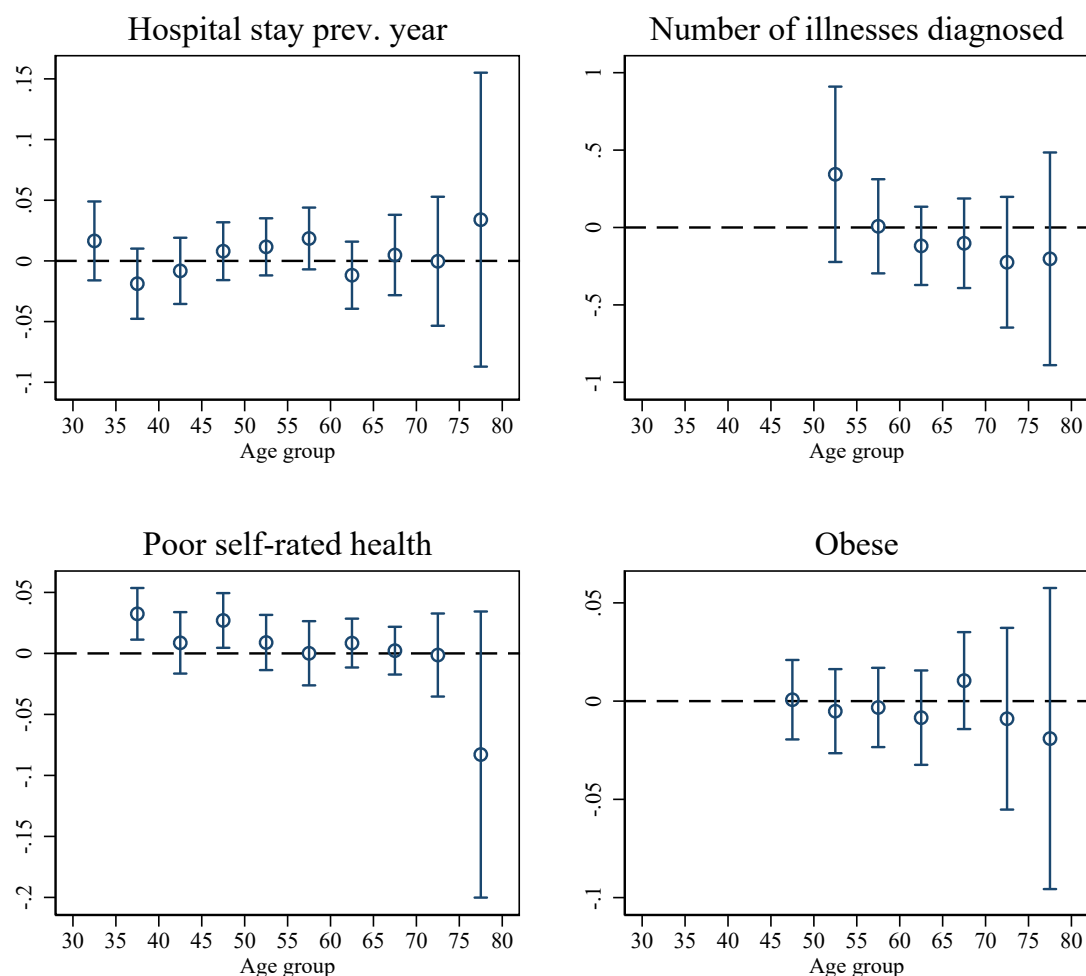 Hospital stay prev. year
.15
.1
.05
0
-.05
-.1
30 35 40 45 50 55 60 65 70 75 80
Age group
Number of illnesses diagnosed
1
.5
0
-.5
-1
30 35 40 45 50 55 60 65 70 75 80
Age group
Poor self-rated health
.05
0
-.05
-.1
-.15
-.2
30 35 40 45 50 55 60 65 70 75 80
Age group
Obese
.05
0
-.05
-.1
30 35 40 45 50 55 60 65 70 75 80
Age group